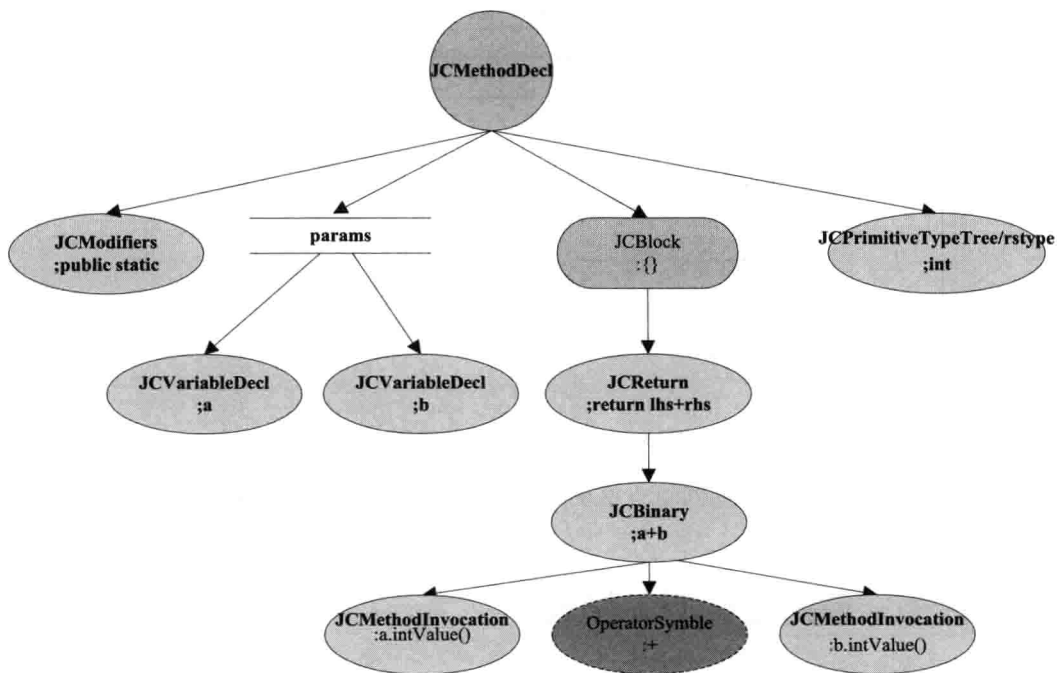 JCMethodDecl
JCModifiers
;public static
params
JCBlock
:{}
JCPrimitiveTypeTree/rstype
;int
JCVariableDecl
;a
JCVariableDecl
;b
JCReturn
;return lhs+rhs
JCBinary
;a+b
JCMethodInvocation
:a.intValue()
OperatorSymble
:+
JCMethodInvocation
:b.intValue()